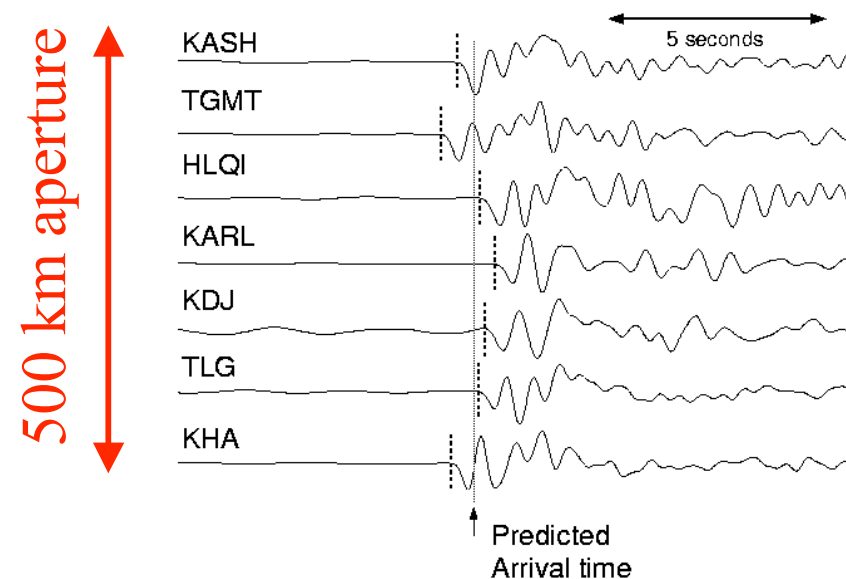 500 km aperture
5 seconds
KASH
TGMT
HLQI
KARL
KDJ
TLG
KHA
Predicted
Arrival time